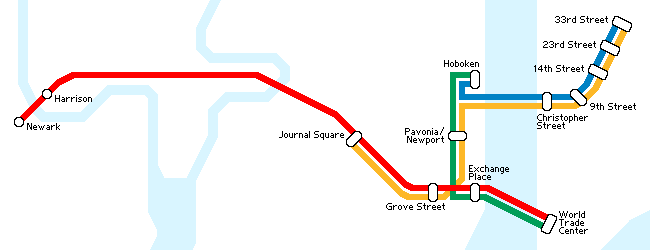 33rd Street
23rd Street
14th Street
Hoboken
9th Street
Christopher
Street
Harrison
Newark
Journal Square
Pavonia/
Newport
Exchange
Place
Grove Street
World
Trade
Center